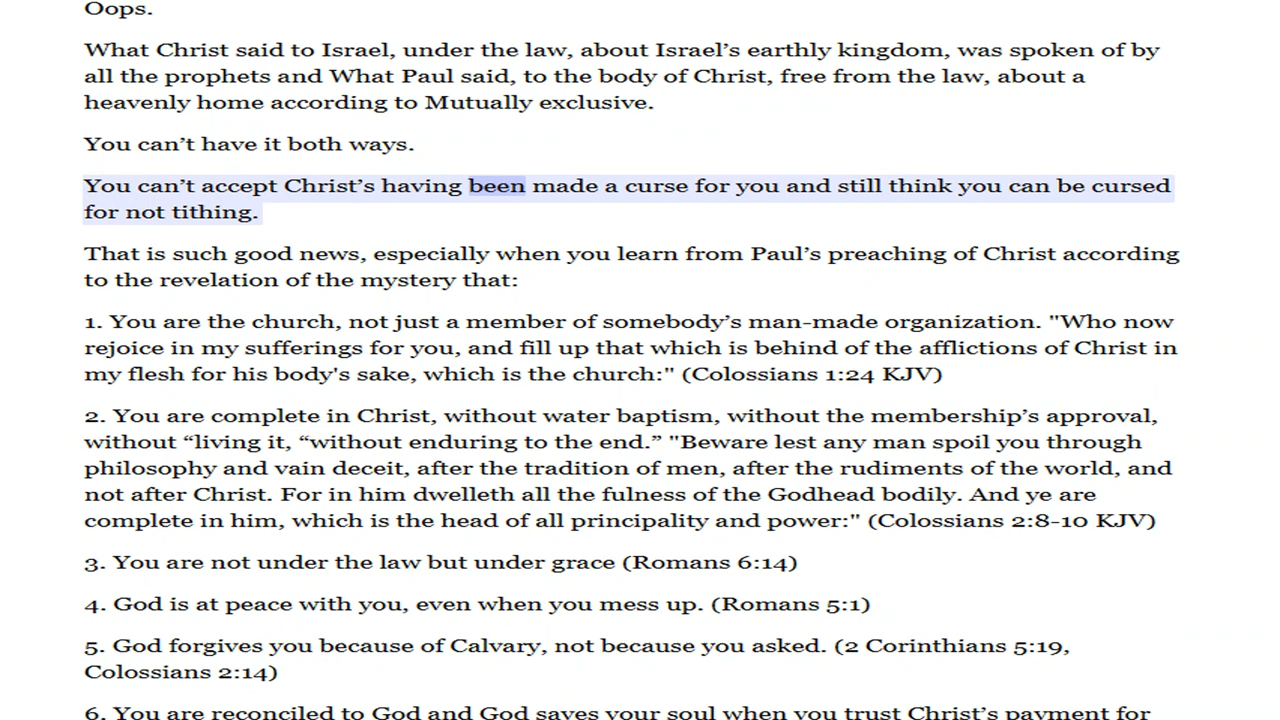 Oops.
What Christ said to Israel, under the law, about Israel’s earthly kingdom, was spoken of by
all the prophets and What Paul said, to the body of Christ, free from the law, about a
heavenly home according to Mutually exclusive.
You can’t have it both ways.
You can’t accept Christ’s having been made a curse for you and still think you can be cursed
for not tithing.
That is such good news, especially when you learn from Paul’s preaching of Christ according
to the revelation of the mystery that:
1. You are the church, not just a member of somebody’s man-made organization. "Who now
rejoice in my sufferings for you, and fill up that which is behind of the afflictions of Christ in
my flesh for his body's sake, which is the church:" (Colossians 1:24 KJV)
2. You are complete in Christ, without water baptism, without the membership’s approval,
without “living it, “without enduring to the end.” "Beware lest any man spoil you through
philosophy and vain deceit, after the tradition of men, after the rudiments of the world, and
not after Christ. For in him dwelleth all the fulness of the Godhead bodily. And ye are
complete in him, which is the head of all principality and power:" (Colossians 2:8-10 KJV)
3. You are not under the law but under grace (Romans 6:14)
4. God is at peace with you, even when you mess up. (Romans 5:1)
5. God forgives you because of Calvary, not because you asked. (2 Corinthians 5:19,
Colossians 2:14)
6. You are reconciled to God and God saves your soul when you trust Christ’s payment for